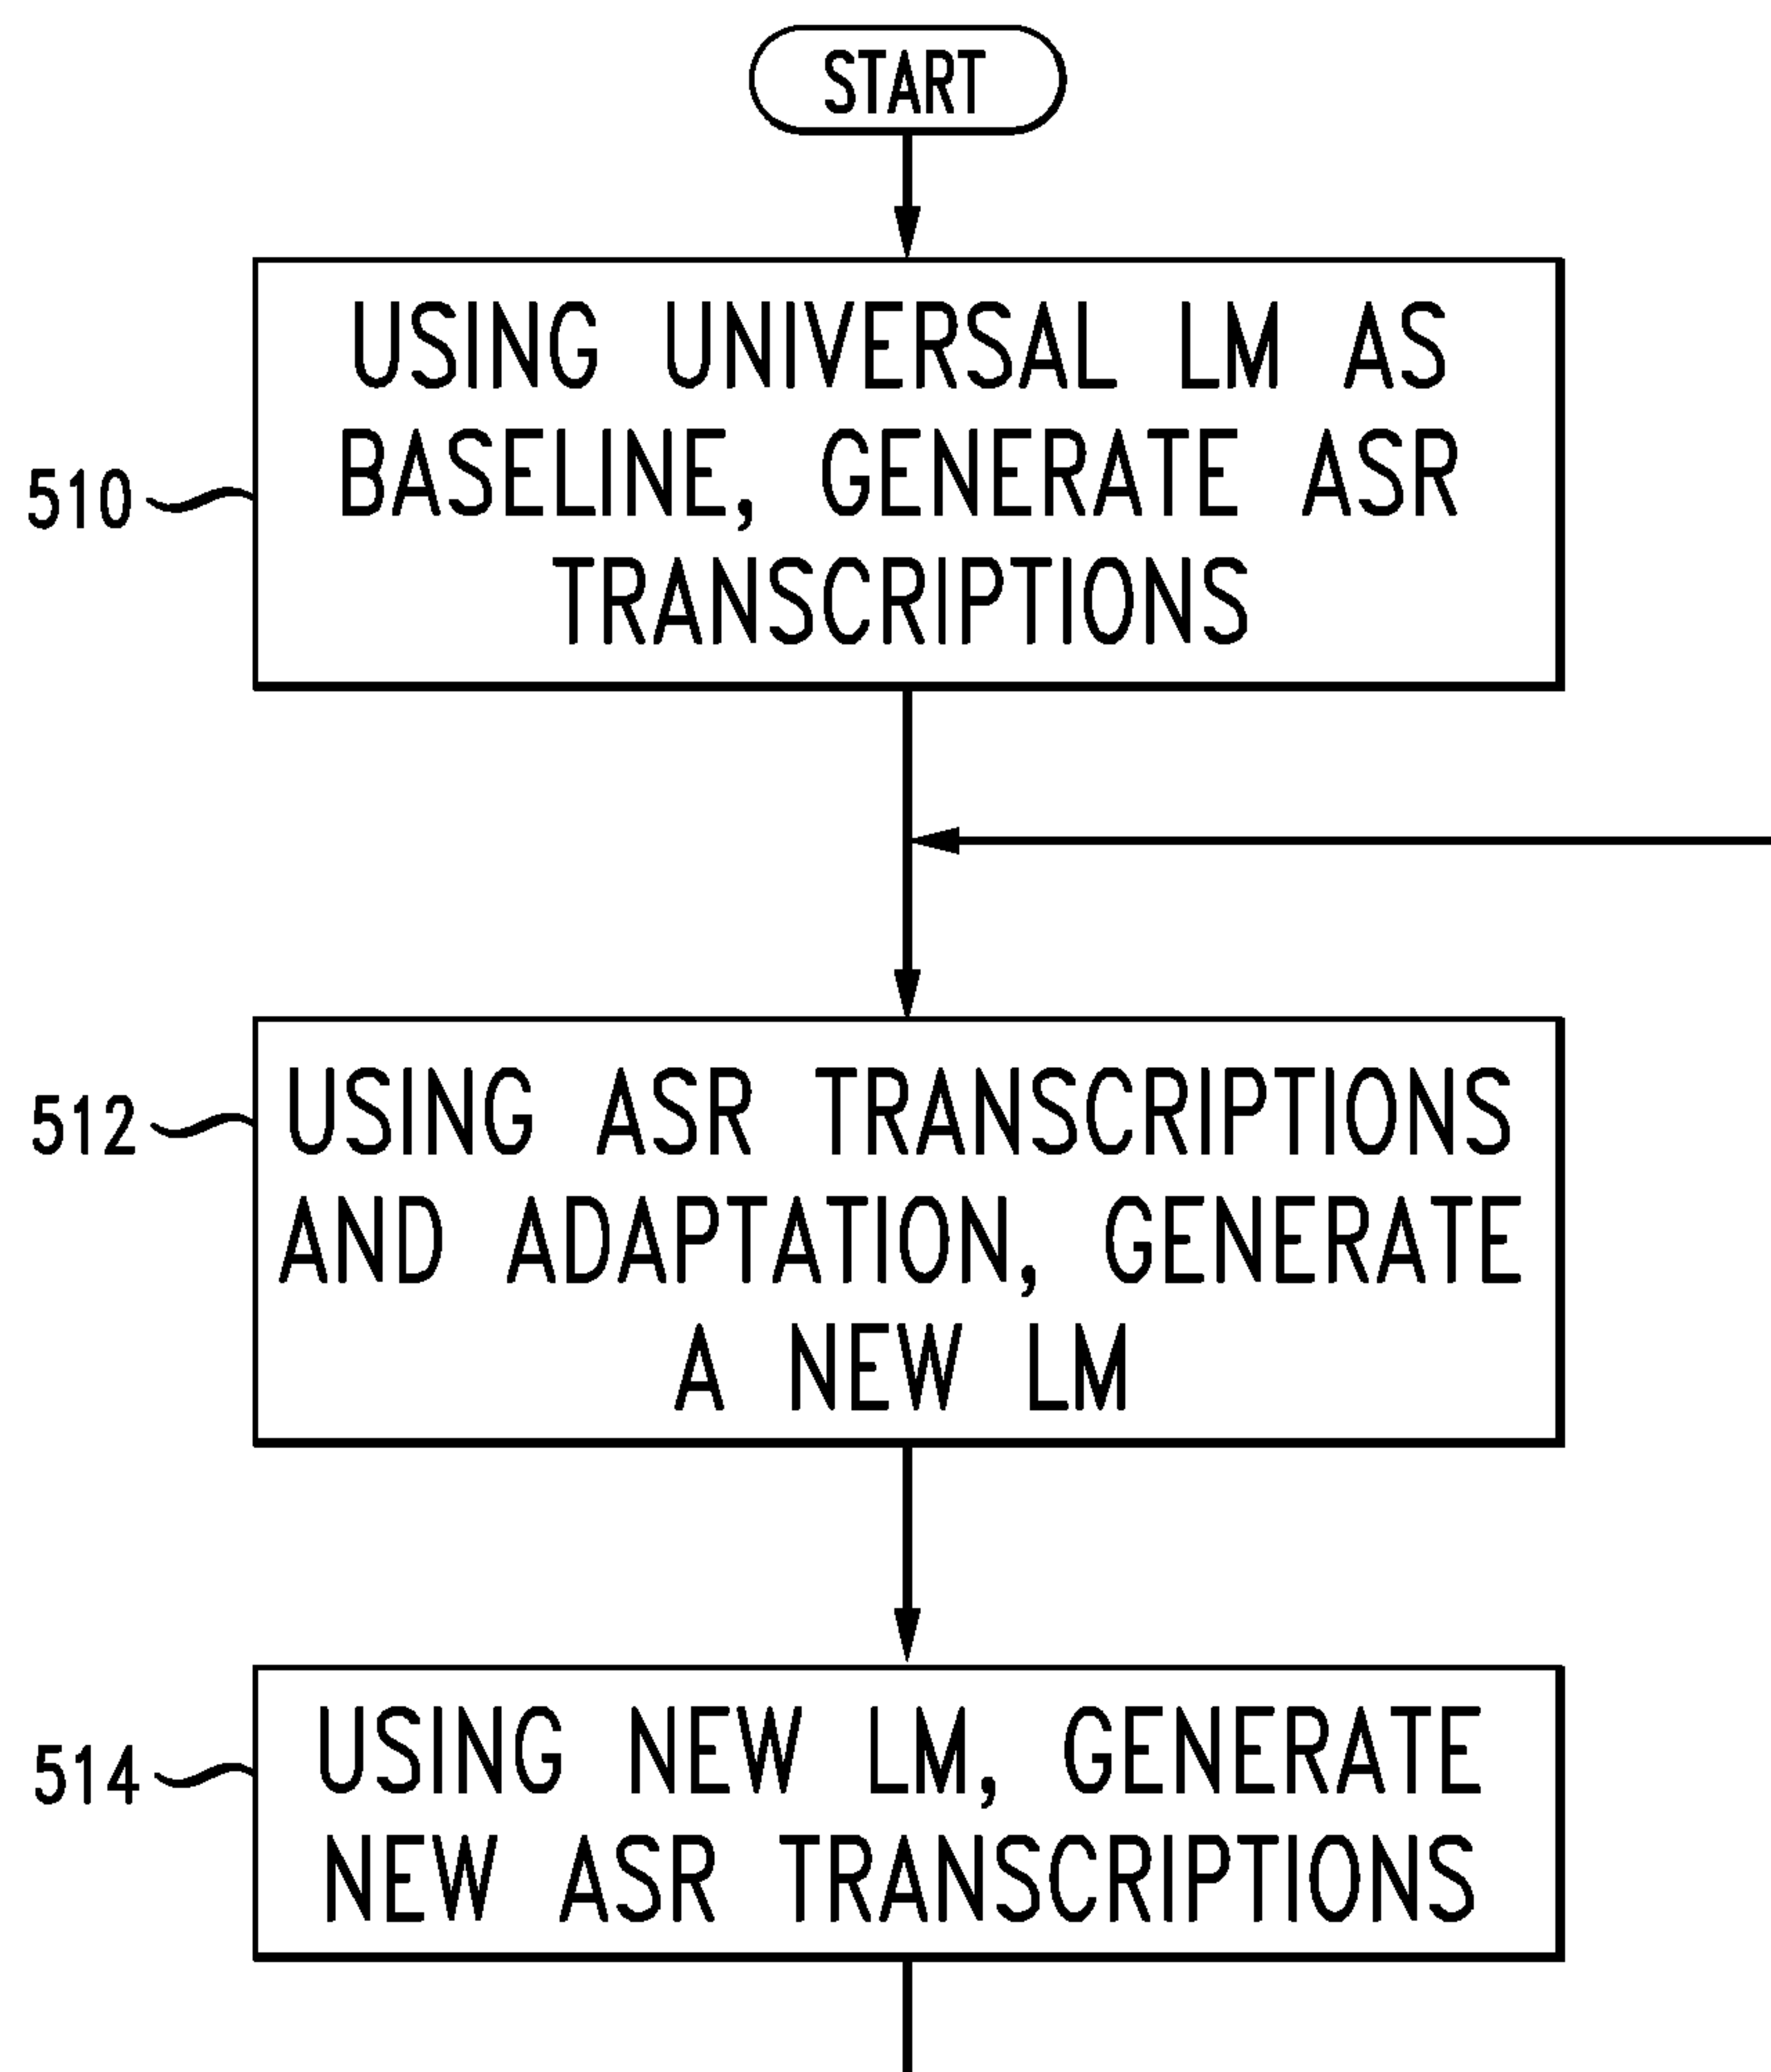 START
USING UNIVERSAL LM AS
BASELINE, GENERATE ASR
TRANSCRIPTIONS
510
USING ASR TRANSCRIPTIONS
AND ADAPTATION, GENERATE
A NEW LM
512
USING NEW LM, GENERATE
NEW ASR TRANSCRIPTIONS
514